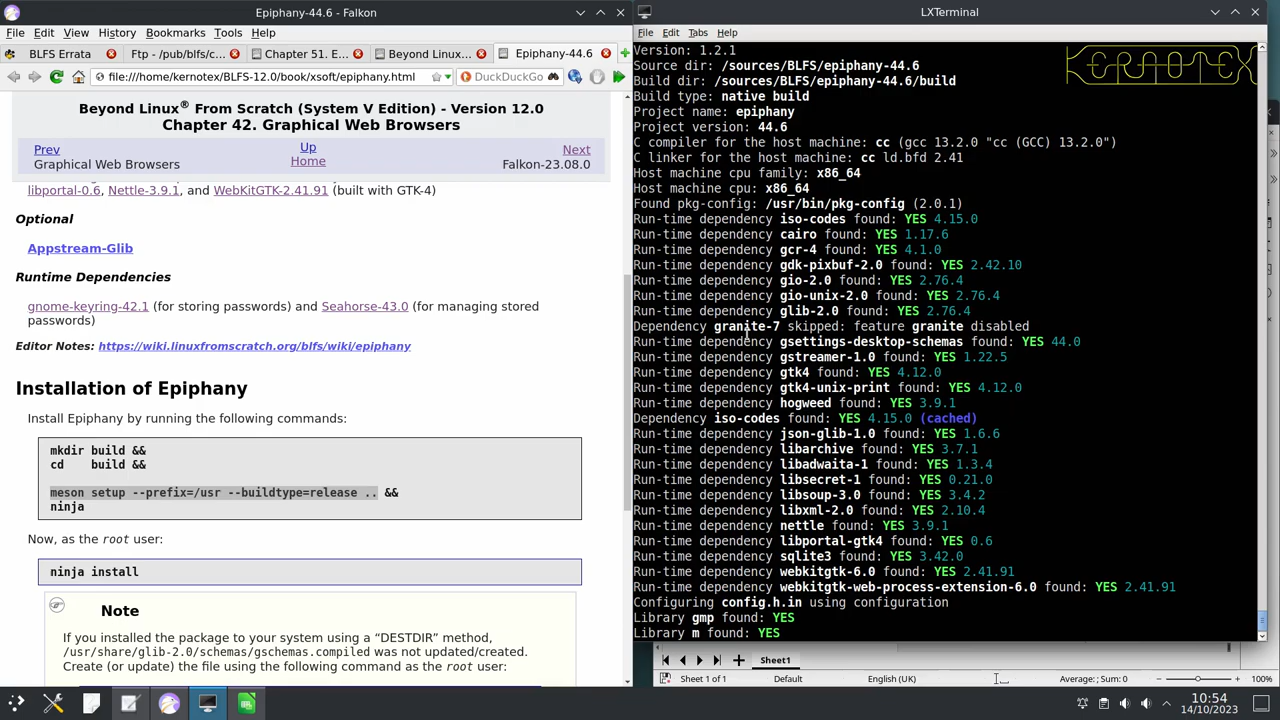 Epiphany-44.6 - Falkon
File Edit View History Bookmarks Tools Help
BLFS Errata
Ftp - /pub/blfs/c...
Chapter 51. E...
Beyond Linux...
Epiphany-44.6
file:///home/kernotex/BLFS-12.0/book/xsoft/epiphany.html
DuckDuckGo
Beyond Linux® From Scratch (System V Edition) - Version 12.0
Chapter 42. Graphical Web Browsers
Prev Up Next
Graphical Web Browsers Home Falkon-23.08.0
libportal-0.6, Nettle-3.9.1, and WebKitGTK-2.41.91 (built with GTK-4)
Optional
Appstream-Glib
Runtime Dependencies
gnome-keyring-42.1 (for storing passwords) and Seahorse-43.0 (for managing stored
passwords)
Editor Notes: https://wiki.linuxfromscratch.org/blfs/wiki/epiphany
Installation of Epiphany
Install Epiphany by running the following commands:
mkdir build &&
cd    build &&
meson setup --prefix=/usr --buildtype=release .. &&
ninja
Now, as the root user:
ninja install
Note
If you installed the package to your system using a “DESTDIR” method,
/usr/share/glib-2.0/schemas/gschemas.compiled was not updated/created.
Create (or update) the file using the following command as the root user:
LXTerminal
File Edit Tabs Help
KERNOTEX
Version: 1.2.1
Source dir: /sources/BLFS/epiphany-44.6
Build dir: /sources/BLFS/epiphany-44.6/build
Build type: native build
Project name: epiphany
Project version: 44.6
C compiler for the host machine: cc (gcc 13.2.0 "cc (GCC) 13.2.0")
C linker for the host machine: cc ld.bfd 2.41
Host machine cpu family: x86_64
Host machine cpu: x86_64
Found pkg-config: /usr/bin/pkg-config (2.0.1)
Run-time dependency iso-codes found: YES 4.15.0
Run-time dependency cairo found: YES 1.17.6
Run-time dependency gcr-4 found: YES 4.1.0
Run-time dependency gdk-pixbuf-2.0 found: YES 2.42.10
Run-time dependency gio-2.0 found: YES 2.76.4
Run-time dependency gio-unix-2.0 found: YES 2.76.4
Run-time dependency glib-2.0 found: YES 2.76.4
Dependency granite-7 skipped: feature granite disabled
Run-time dependency gsettings-desktop-schemas found: YES 44.0
Run-time dependency gstreamer-1.0 found: YES 1.22.5
Run-time dependency gtk4 found: YES 4.12.0
Run-time dependency gtk4-unix-print found: YES 4.12.0
Run-time dependency hogweed found: YES 3.9.1
Dependency iso-codes found: YES 4.15.0 (cached)
Run-time dependency json-glib-1.0 found: YES 1.6.6
Run-time dependency libarchive found: YES 3.7.1
Run-time dependency libadwaita-1 found: YES 1.3.4
Run-time dependency libsecret-1 found: YES 0.21.0
Run-time dependency libsoup-3.0 found: YES 3.4.2
Run-time dependency libxml-2.0 found: YES 2.10.4
Run-time dependency nettle found: YES 3.9.1
Run-time dependency libportal-gtk4 found: YES 0.6
Run-time dependency sqlite3 found: YES 3.42.0
Run-time dependency webkitgtk-6.0 found: YES 2.41.91
Run-time dependency webkitgtk-web-process-extension-6.0 found: YES 2.41.91
Configuring config.h.in using configuration
Library gmp found: YES
Library m found: YES
Sheet1
Sheet 1 of 1 Default English (UK) Average: ; Sum: 0 100%
10:54
14/10/2023